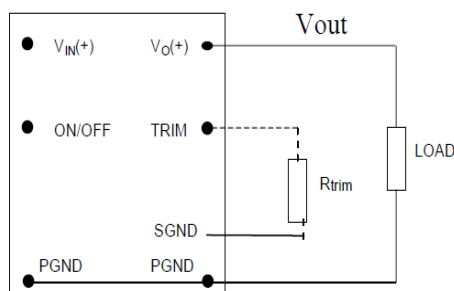 Vout
VIN(+) VO(+)
ON/OFF TRIM
LOAD
Rtrim
SGND
PGND PGND